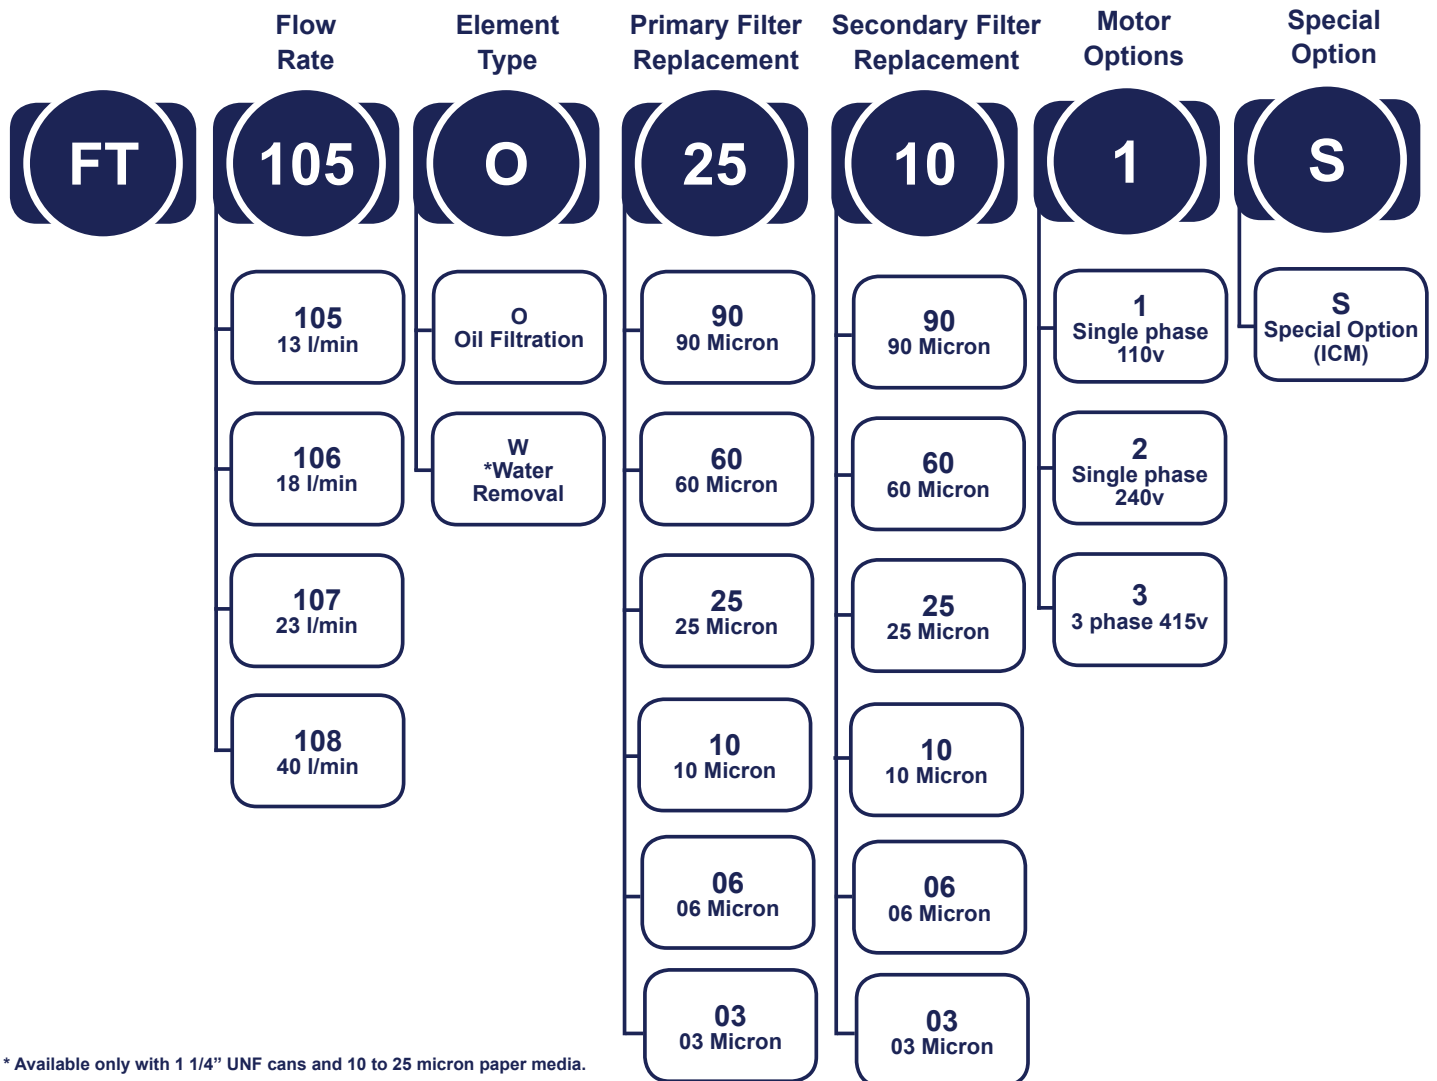 Flow
Rate
Element
Type
Primary Filter
Replacement
Secondary Filter
Replacement
Motor
Options
Special
Option
FT
105
O
25
10
1
S
105
13 l/min
106
18 l/min
107
23 l/min
108
40 l/min
O
Oil Filtration
W
*Water
Removal
90
90 Micron
60
60 Micron
25
25 Micron
10
10 Micron
06
06 Micron
03
03 Micron
90
90 Micron
60
60 Micron
25
25 Micron
10
10 Micron
06
06 Micron
03
03 Micron
1
Single phase
110v
2
Single phase
240v
3
3 phase 415v
S
Special Option
(ICM)
* Available only with 1 1/4” UNF cans and 10 to 25 micron paper media.